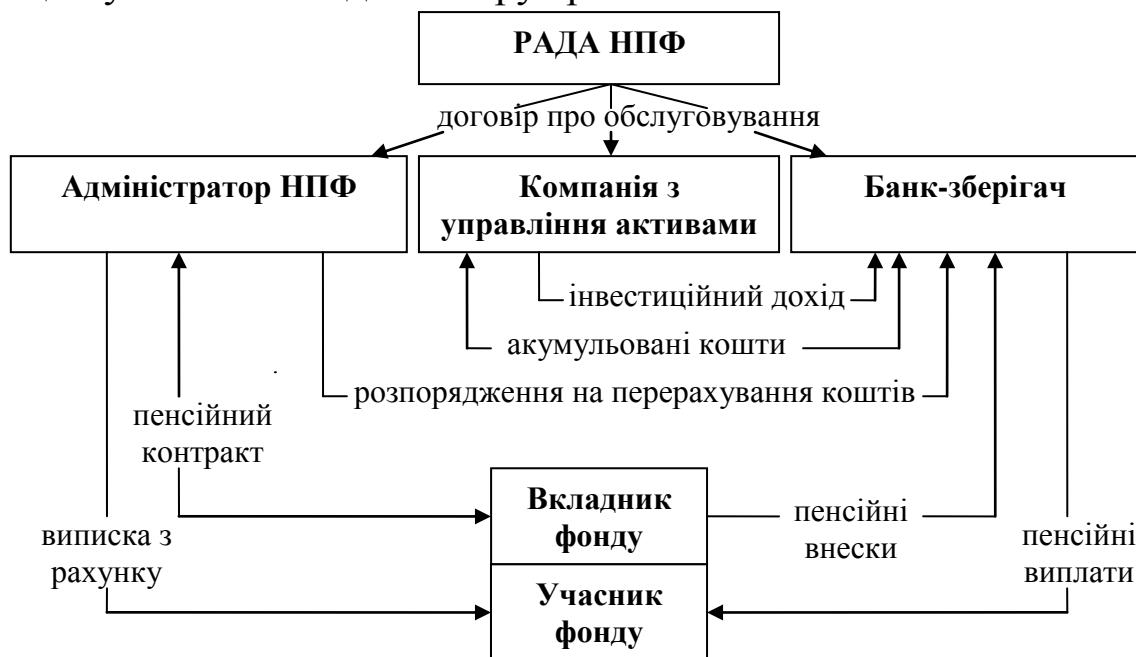 РАДА НПФ
договір про обслуговування
Адміністратор НПФ
Компанія з
управління активами
Банк-зберігач
інвестиційний дохід
акумульовані кошти
розпорядження на перерахування коштів
пенсійний
контракт
Вкладник
фонду
пенсійні
внески
виписка з
рахунку
пенсійні
виплати
Учасник
фонду